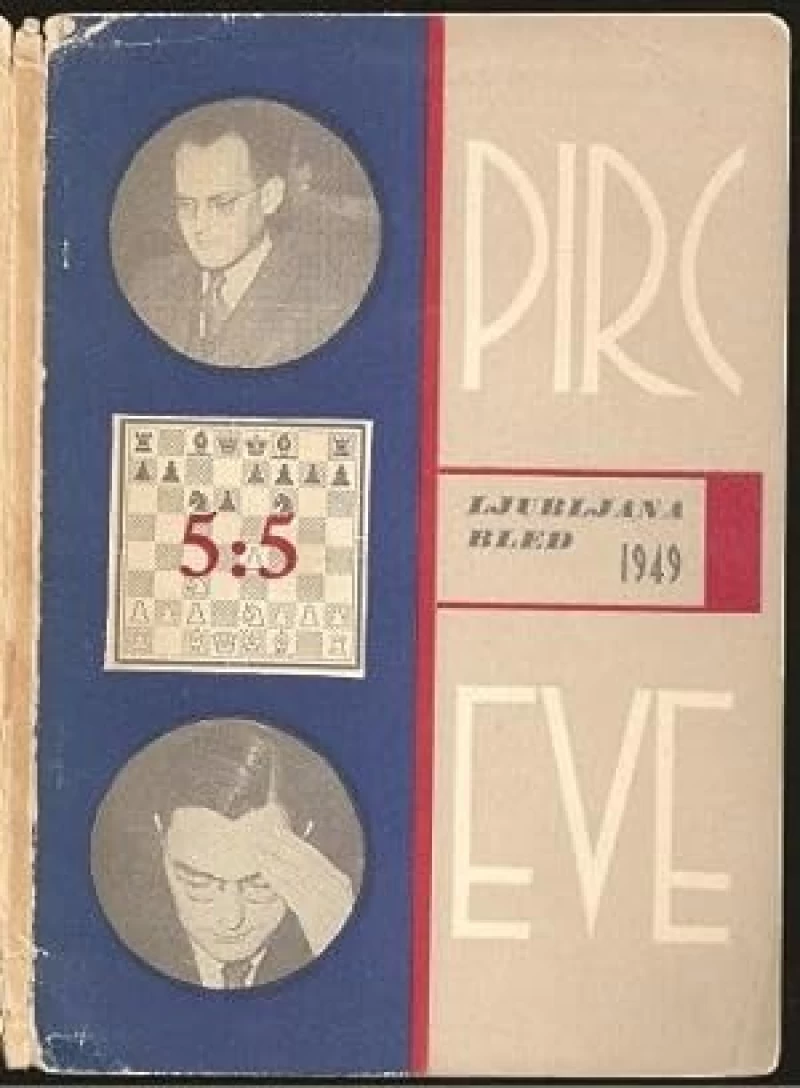 PIRC
5:5
LJUBLJANA
BLED
1949
EVE